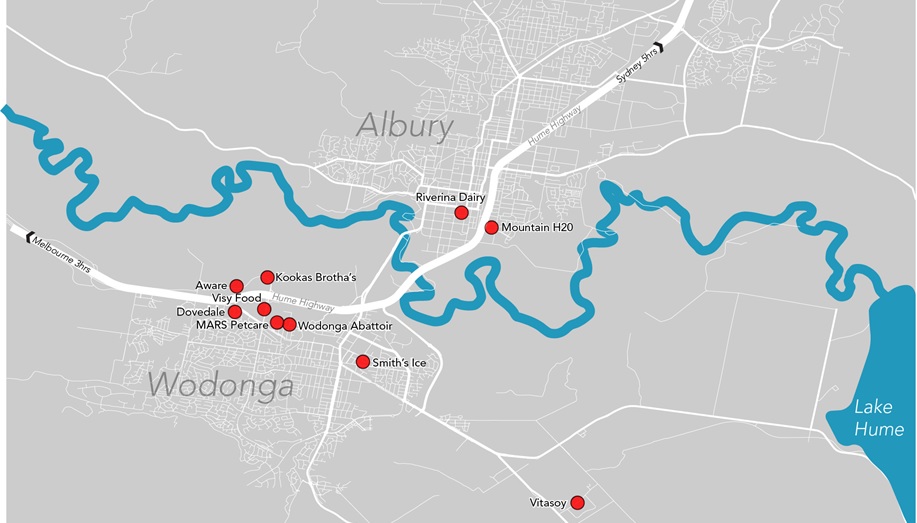 Sydney 5hrs
Hume Highway
Albury
Riverina Dairy
Mountain H20
Melbourne 3hrs
Kookas Brotha's
Aware
Visy Food
Hume Highway
Dovedale
MARS Petcare
Wodonga Abattoir
Smith's Ice
Wodonga
Lake
Hume
Vitasoy